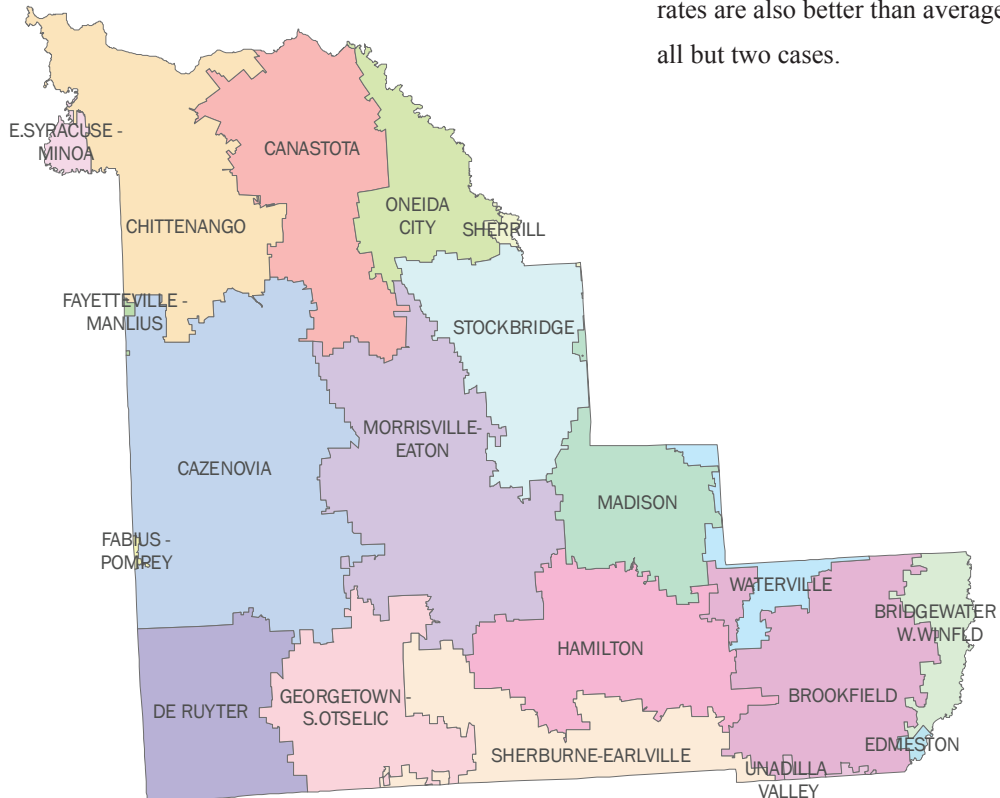 rates are also better than average
all but two cases.
E.SYRACUSE -
MINOA
CANASTOTA
CHITTENANGO
ONEIDA
CITY
SHERRILL
FAYETTEVILLE -
MANLIUS
STOCKBRIDGE
MORRISVILLE-
EATON
CAZENOVIA
MADISON
FABIUS -
POMPEY
WATERVILLE
BRIDGEWATER
W.WINFLD
HAMILTON
BROOKFIELD
DE RUYTER
GEORGETOWN -
S.OTSELIC
SHERBURNE-EARLVILLE
EDMESTON
UNADILLA
VALLEY